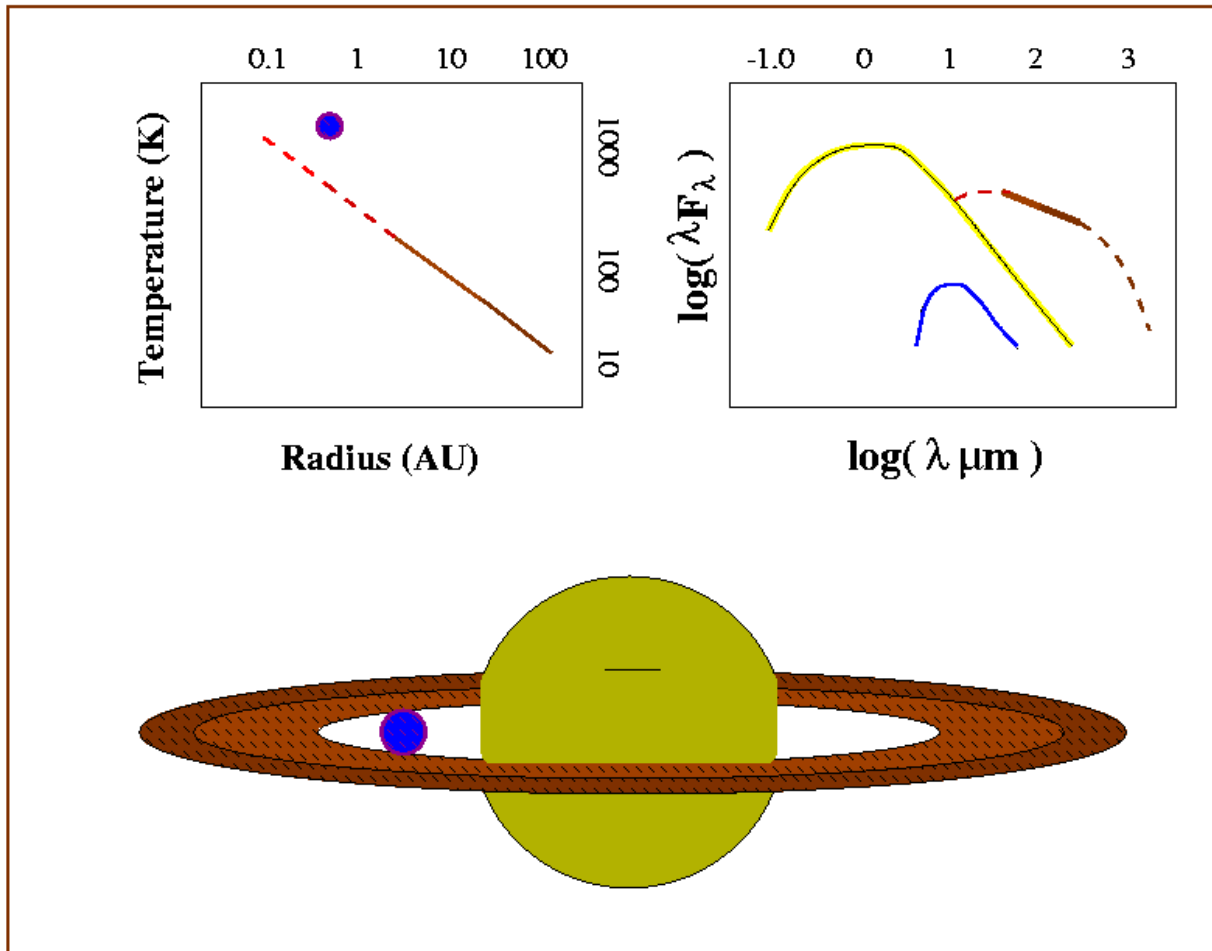 0.1 1 10 100
Temperature (K)
1000
100
10
Radius (AU)
-1.0 0 1 2 3
log( λF_λ )
log( λ μm )